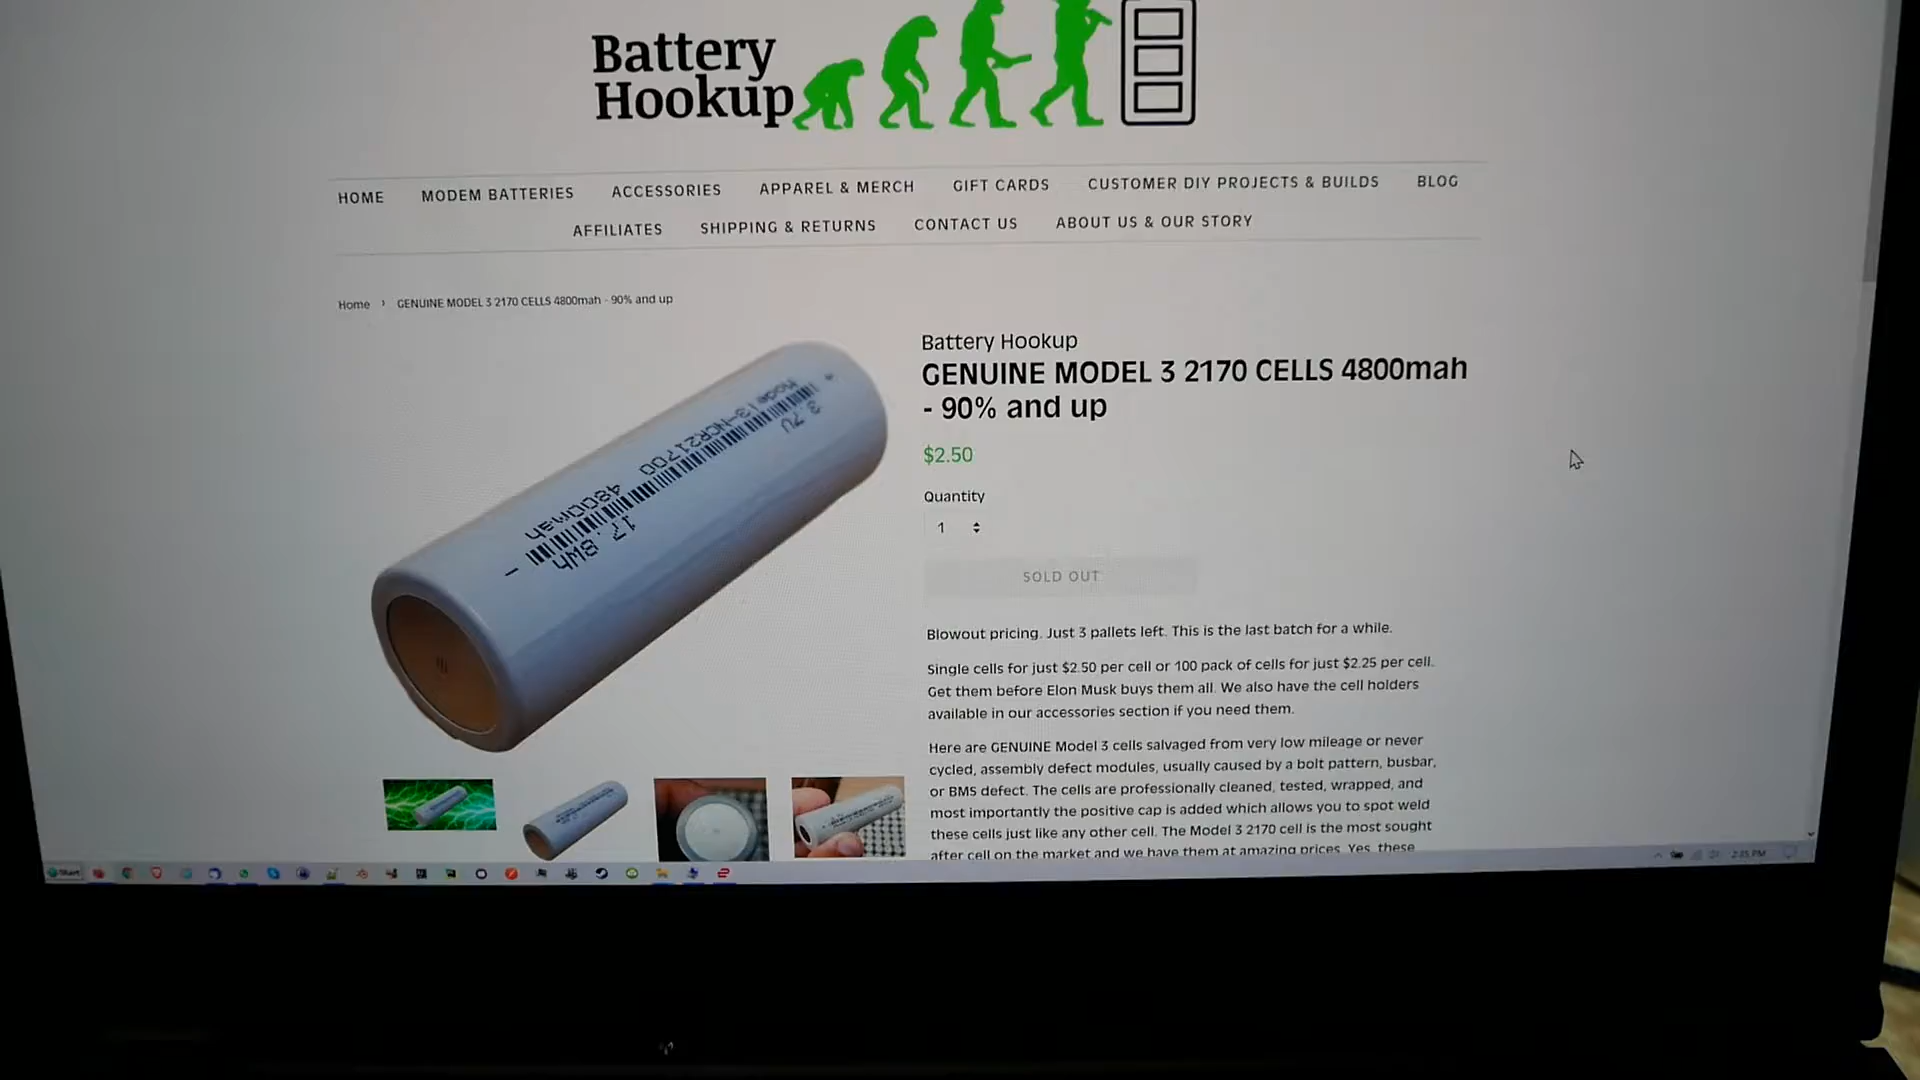 Battery
Hookup
HOME MODEM BATTERIES ACCESSORIES APPAREL & MERCH GIFT CARDS CUSTOMER DIY PROJECTS & BUILDS BLOG
AFFILIATES SHIPPING & RETURNS CONTACT US ABOUT US & OUR STORY
Home › GENUINE MODEL 3 2170 CELLS 4800mah - 90% and up
Battery Hookup
GENUINE MODEL 3 2170 CELLS 4800mah
- 90% and up
$2.50
Quantity
1
SOLD OUT
Blowout pricing. Just 3 pallets left. This is the last batch for a while.
Single cells for just $2.50 per cell or 100 pack of cells for just $2.25 per cell.
Get them before Elon Musk buys them all. We also have the cell holders
available in our accessories section if you need them.
Here are GENUINE Model 3 cells salvaged from very low mileage or never
cycled, assembly defect modules, usually caused by a bolt pattern, busbar,
or BMS defect. The cells are professionally cleaned, tested, wrapped, and
most importantly the positive cap is added which allows you to spot weld
these cells just like any other cell. The Model 3 2170 cell is the most sought
after cell on the market and we have them at amazing prices. Yes, these
+ 3.7V
Model3-NCR21700
4800mah
17.8Wh
-
Start
2:35 PM